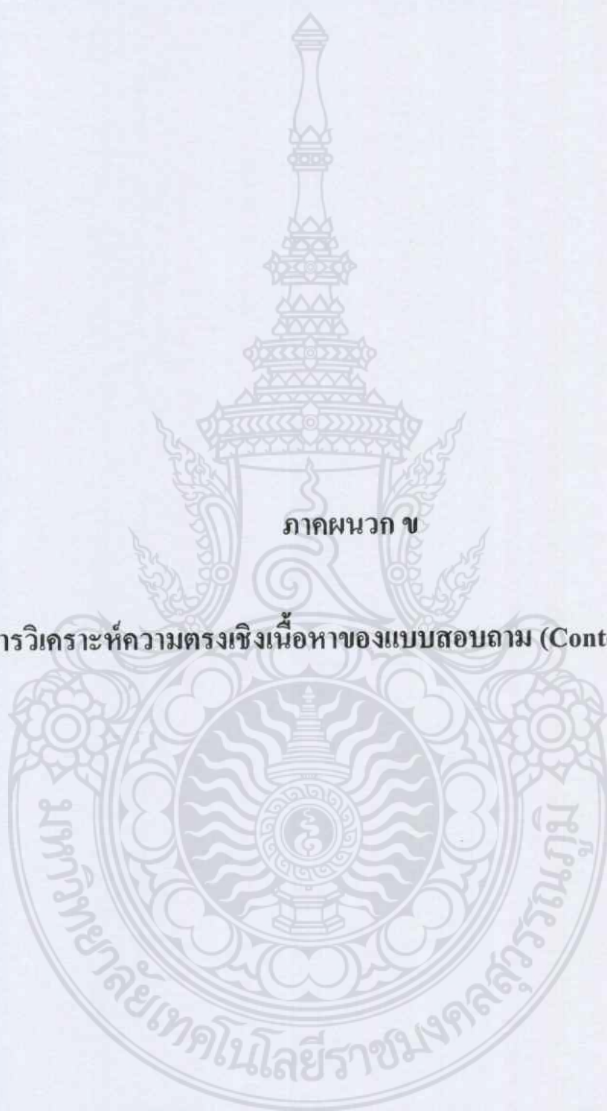 ภาคผนวก ข
การวิเคราะห์ความตรงเชิงเนื้อหาของแบบสอบถาม (Cont
มหาวิทยาลัยเทคโนโลยีราชมงคลสุวรรณภูมิ